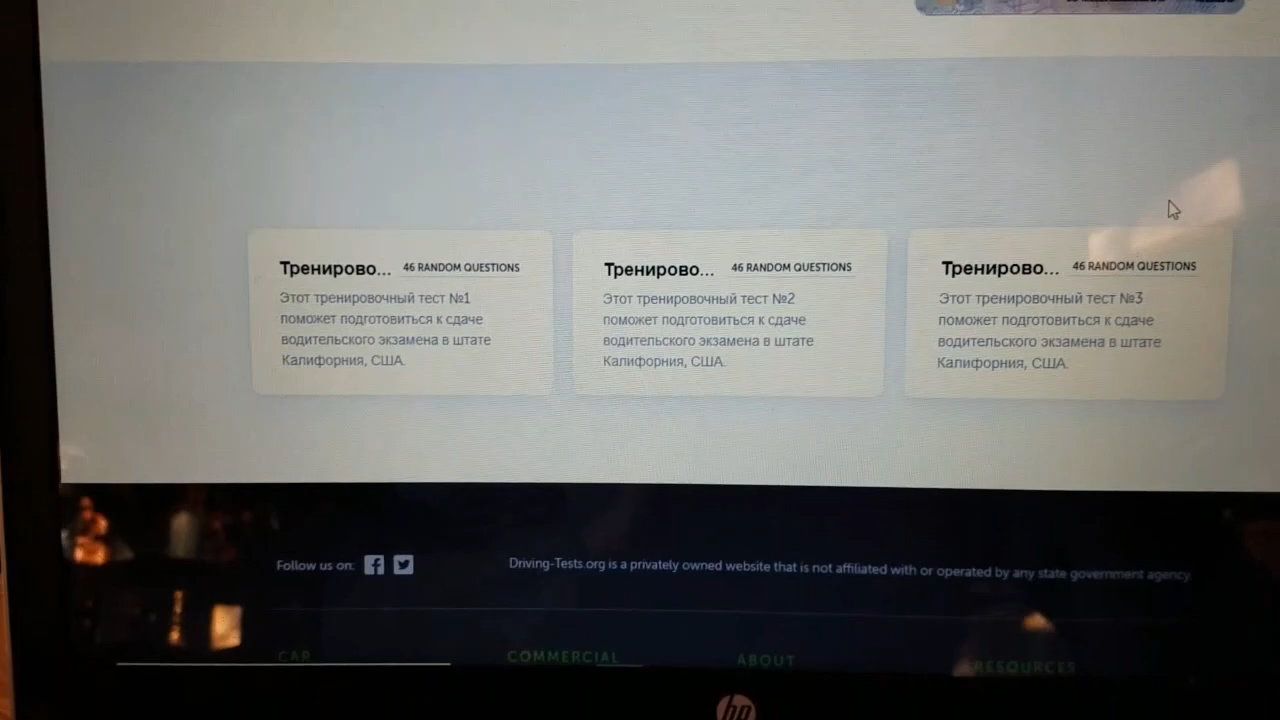 Тренирово... 46 RANDOM QUESTIONS
Этот тренировочный тест №1
поможет подготовиться к сдаче
водительского экзамена в штате
Калифорния, США.
Тренирово... 46 RANDOM QUESTIONS
Этот тренировочный тест №2
поможет подготовиться к сдаче
водительского экзамена в штате
Калифорния, США.
Тренирово... 46 RANDOM QUESTIONS
Этот тренировочный тест №3
поможет подготовиться к сдаче
водительского экзамена в штате
Калифорния, США.
Follow us on:
Driving-Tests.org is a privately owned website that is not affiliated with or operated by any state government agency.
CAR
COMMERCIAL
ABOUT
RESOURCES
hp